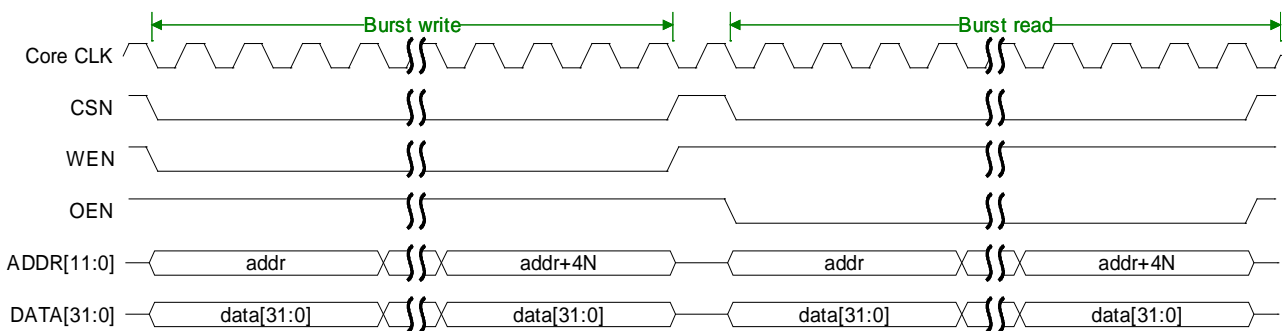 Burst write Burst read
Core CLK
CSN
WEN
OEN
ADDR[11:0] addr addr+4N addr addr+4N
DATA[31:0] data[31:0] data[31:0] data[31:0] data[31:0]